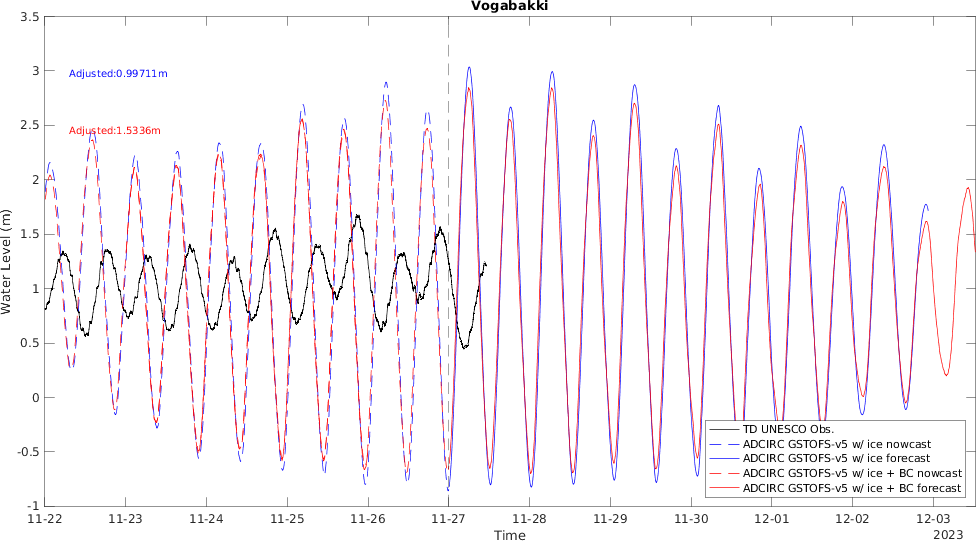 Vogabakki
3.5
3
2.5
2
1.5
1
0.5
0
-0.5
-1
Water Level (m)
Adjusted:0.99711m
Adjusted:1.5336m
TD UNESCO Obs.
ADCIRC GSTOFS-v5 w/ ice nowcast
ADCIRC GSTOFS-v5 w/ ice forecast
ADCIRC GSTOFS-v5 w/ ice + BC nowcast
ADCIRC GSTOFS-v5 w/ ice + BC forecast
11-22 11-23 11-24 11-25 11-26 11-27 11-28 11-29 11-30 12-01 12-02 12-03
Time
2023